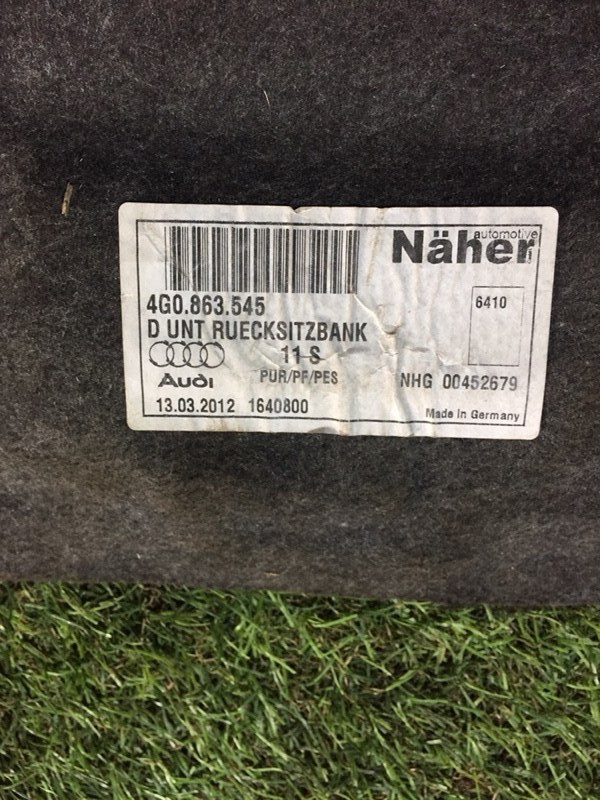 automotive
Näher
4G0.863.545
6410
D UNT RUECKSITZBANK
11-S
Audi
PUR/PF/PES
NHG 00452679
13.03.2012 1640800
Made in Germany